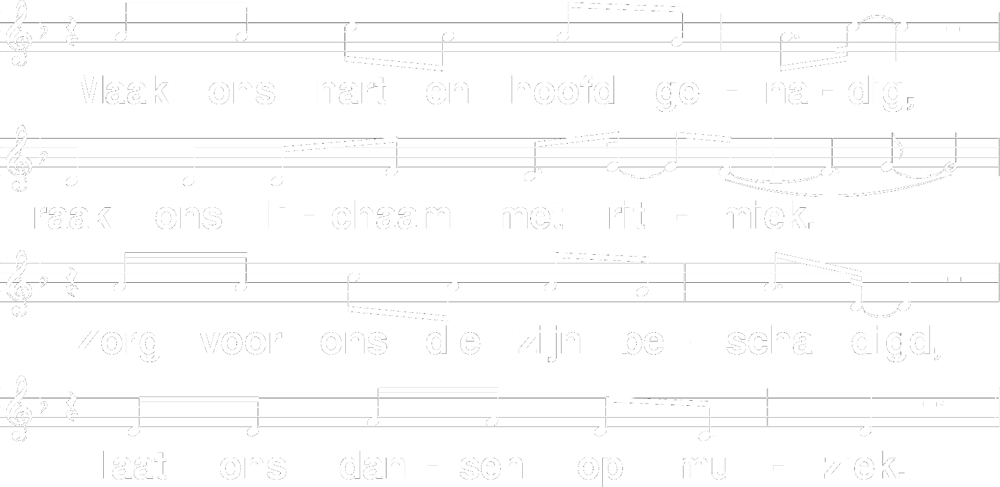 Maak ons hart en hoofd ge - na - dig,
raak ons li - chaam met rit - miek.
zorg voor ons die zijn be - scha digd,
laat ons dan - sen op mu - ziek.